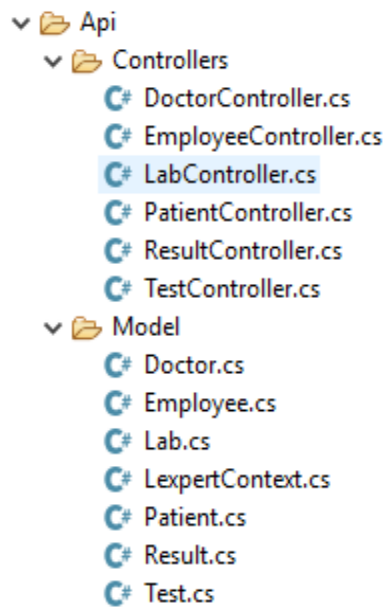 Api
Controllers
C# DoctorController.cs
C# EmployeeController.cs
C# LabController.cs
C# PatientController.cs
C# ResultController.cs
C# TestController.cs
Model
C# Doctor.cs
C# Employee.cs
C# Lab.cs
C# LexpertContext.cs
C# Patient.cs
C# Result.cs
C# Test.cs